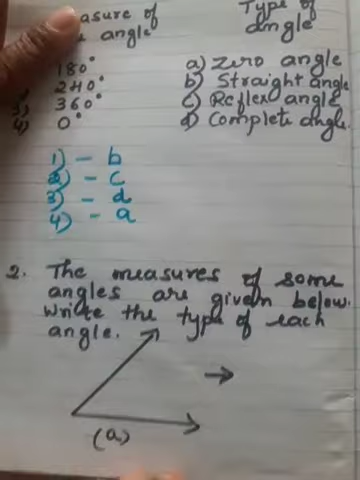 Measure of Type of
angle angle
180° a) Zero angle
240° b) Straight angle
3) 360° c) Reflex angle
4) 0° d) Complete angle.
1) - b
2) - c
3) - d
4) - a
2. The measures of some
angles are given below.
Write the type of each
angle.
(a)